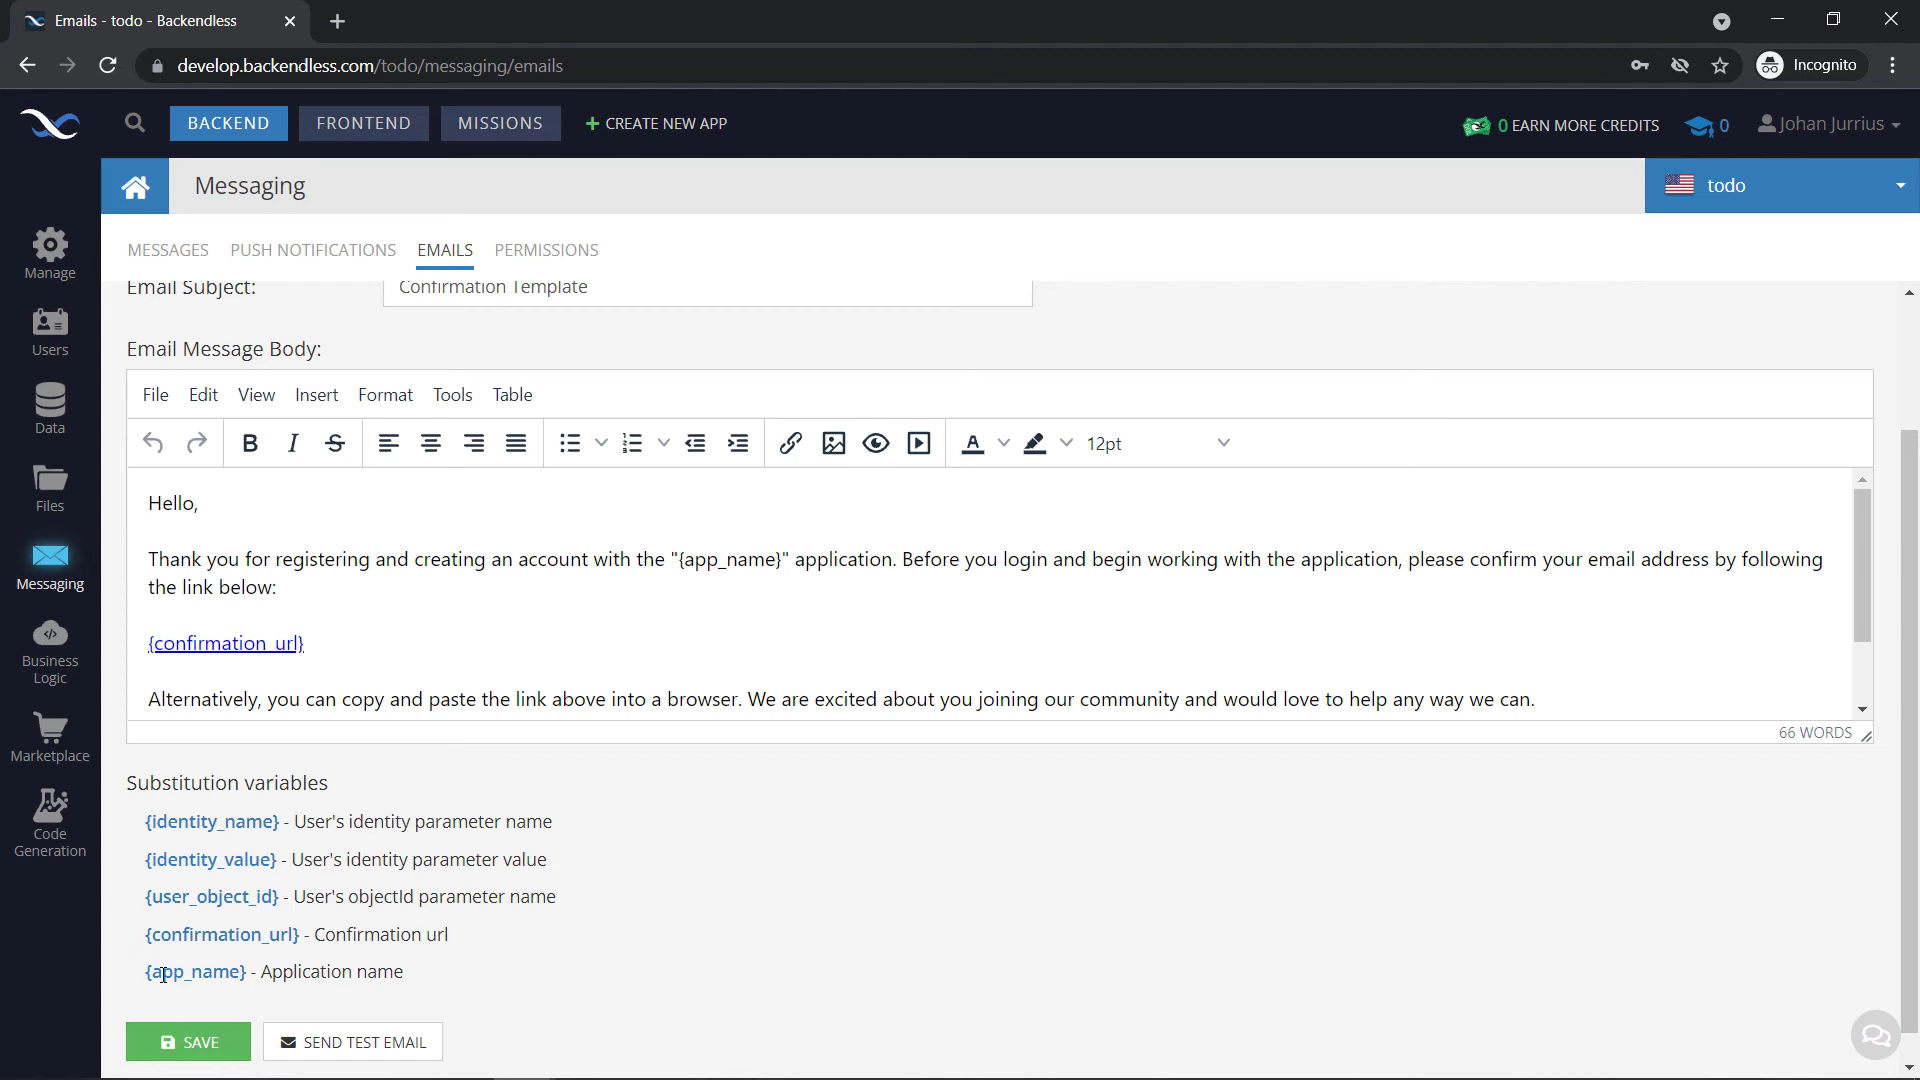 Emails - todo - Backendless
develop.backendless.com/todo/messaging/emails
Incognito
BACKEND FRONTEND MISSIONS + CREATE NEW APP
0 EARN MORE CREDITS 0 Johan Jurrius
Messaging
todo
MESSAGES PUSH NOTIFICATIONS EMAILS PERMISSIONS
Manage
Users
Data
Files
Messaging
Business
Logic
Marketplace
Code
Generation
Email Subject: Confirmation Template
Email Message Body:
File Edit View Insert Format Tools Table
12pt
Hello,
Thank you for registering and creating an account with the "{app_name}" application. Before you login and begin working with the application, please confirm your email address by following
the link below:
{confirmation_url}
Alternatively, you can copy and paste the link above into a browser. We are excited about you joining our community and would love to help any way we can.
66 WORDS
Substitution variables
{identity_name} - User's identity parameter name
{identity_value} - User's identity parameter value
{user_object_id} - User's objectId parameter name
{confirmation_url} - Confirmation url
{app_name} - Application name
SAVE SEND TEST EMAIL